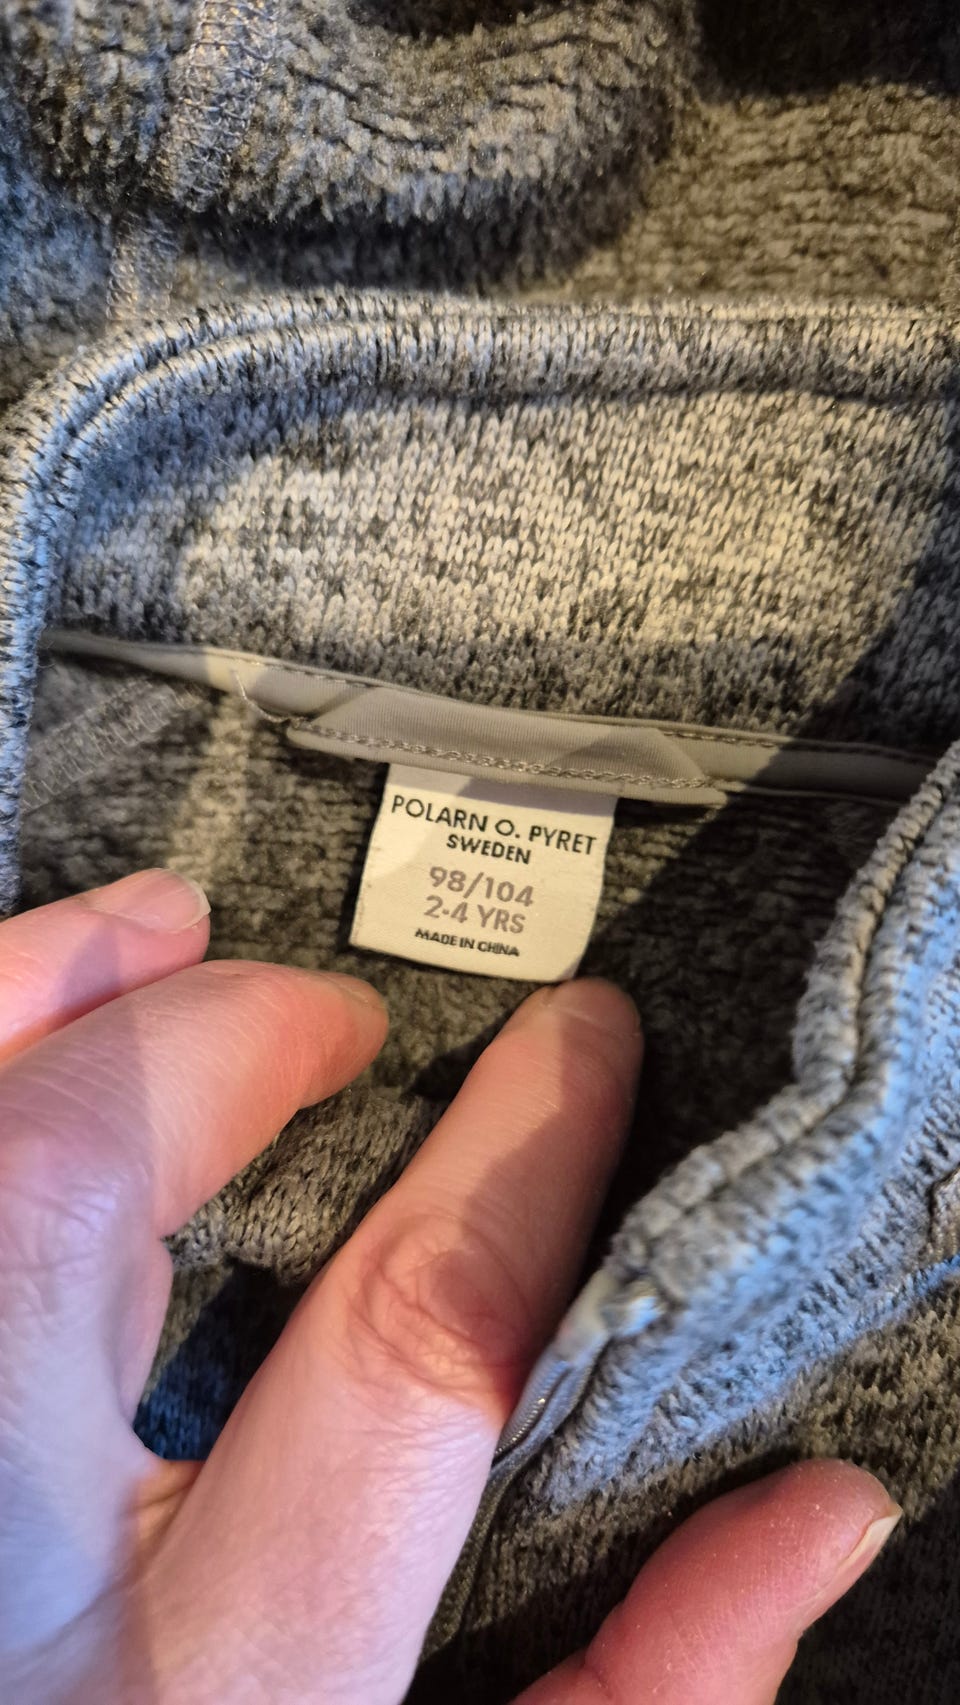 POLARN O. PYRET
SWEDEN
98/104
2-4 YRS
MADE IN CHINA